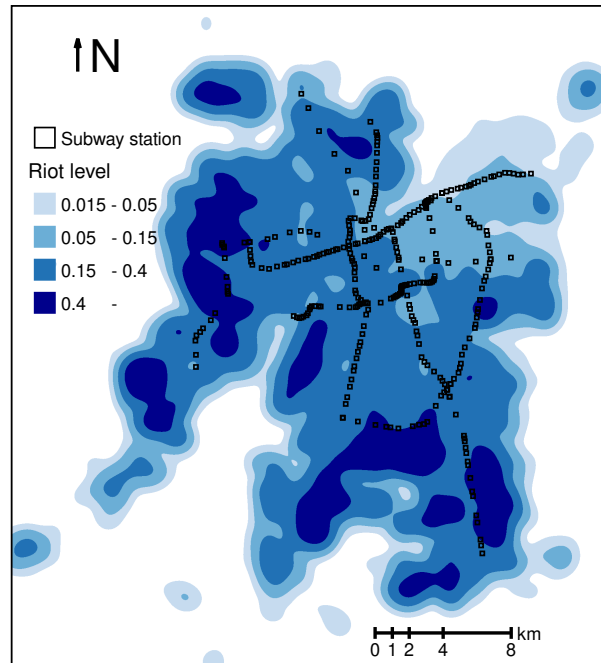 N
Subway station
Riot level
0.015 - 0.05
0.05 - 0.15
0.15 - 0.4
0.4 -
km
0 1 2 4 8